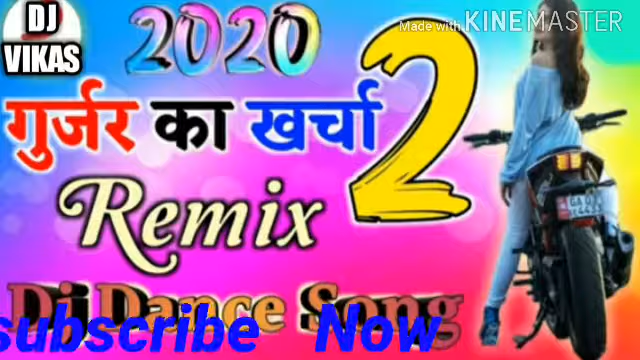 DJ
VIKAS
2020
Made with KINEMASTER
गुर्जर का खर्चा 2
Remix
Dj Dance Song
subscribe Now